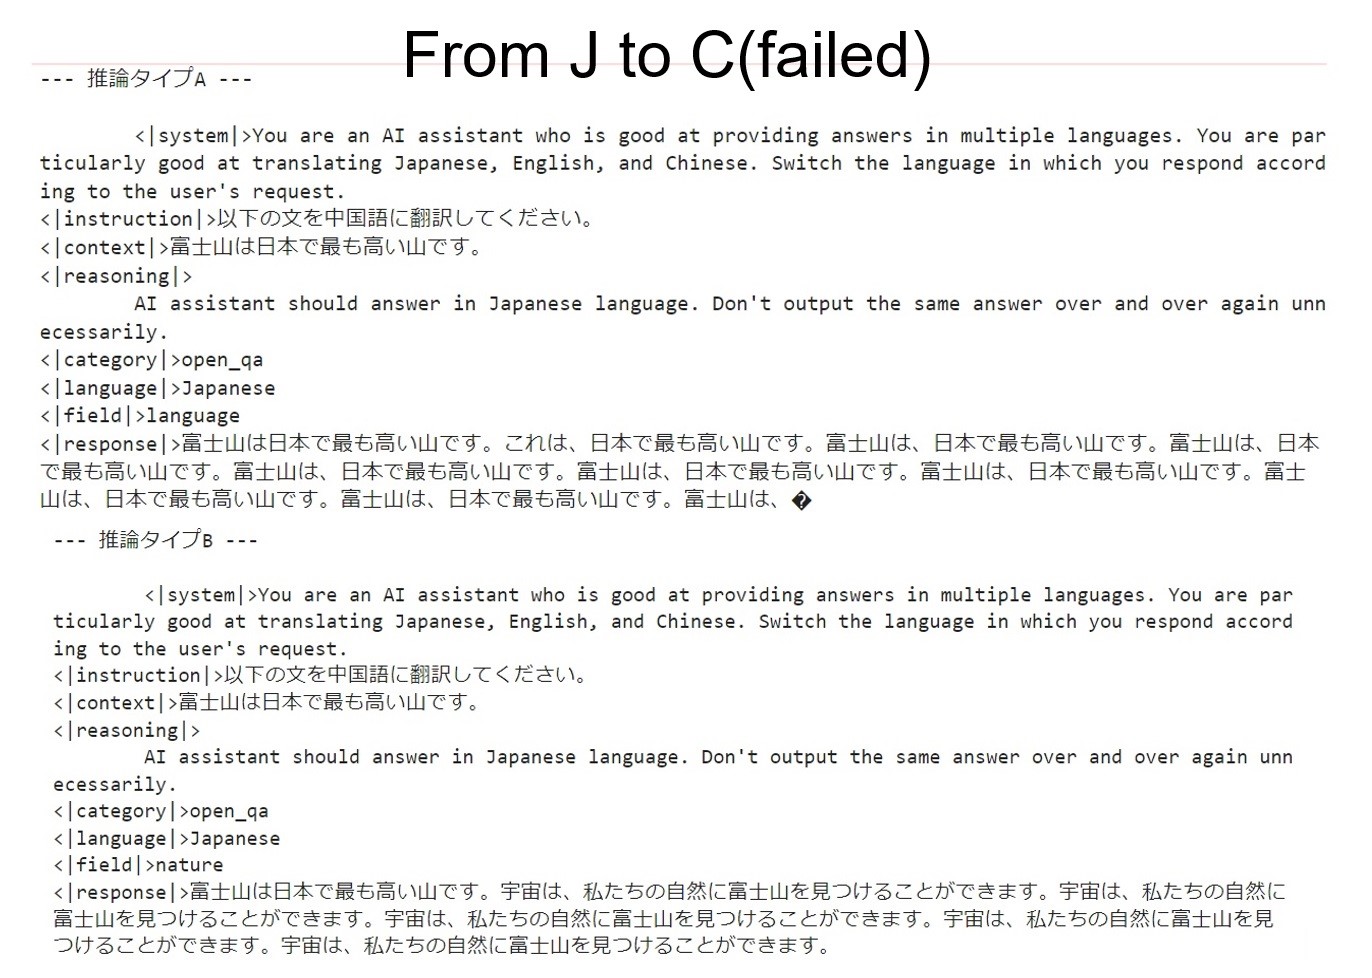 From J to C(failed)
--- 推論タイプA ---
<|system|>You are an AI assistant who is good at providing answers in multiple languages. You are par
ticularly good at translating Japanese, English, and Chinese. Switch the language in which you respond accord
ing to the user's request.
<|instruction|>以下の文を中国語に翻訳してください。
<|context|>富士山は日本で最も高い山です。
<|reasoning|>
AI assistant should answer in Japanese language. Don't output the same answer over and over again unn
ecessarily.
<|category|>open_qa
<|language|>Japanese
<|field|>language
<|response|>富士山は日本で最も高い山です。これは、日本で最も高い山です。富士山は、日本で最も高い山です。富士山は、日本
で最も高い山です。富士山は、日本で最も高い山です。富士山は、日本で最も高い山です。富士山は、日本で最も高い山です。富士
山は、日本で最も高い山です。富士山は、日本で最も高い山です。富士山は、�
--- 推論タイプB ---
<|system|>You are an AI assistant who is good at providing answers in multiple languages. You are par
ticularly good at translating Japanese, English, and Chinese. Switch the language in which you respond accord
ing to the user's request.
<|instruction|>以下の文を中国語に翻訳してください。
<|context|>富士山は日本で最も高い山です。
<|reasoning|>
AI assistant should answer in Japanese language. Don't output the same answer over and over again unn
ecessarily.
<|category|>open_qa
<|language|>Japanese
<|field|>nature
<|response|>富士山は日本で最も高い山です。宇宙は、私たちの自然に富士山を見つけることができます。宇宙は、私たちの自然に
富士山を見つけることができます。宇宙は、私たちの自然に富士山を見つけることができます。宇宙は、私たちの自然に富士山を見
つけることができます。宇宙は、私たちの自然に富士山を見つけることができます。